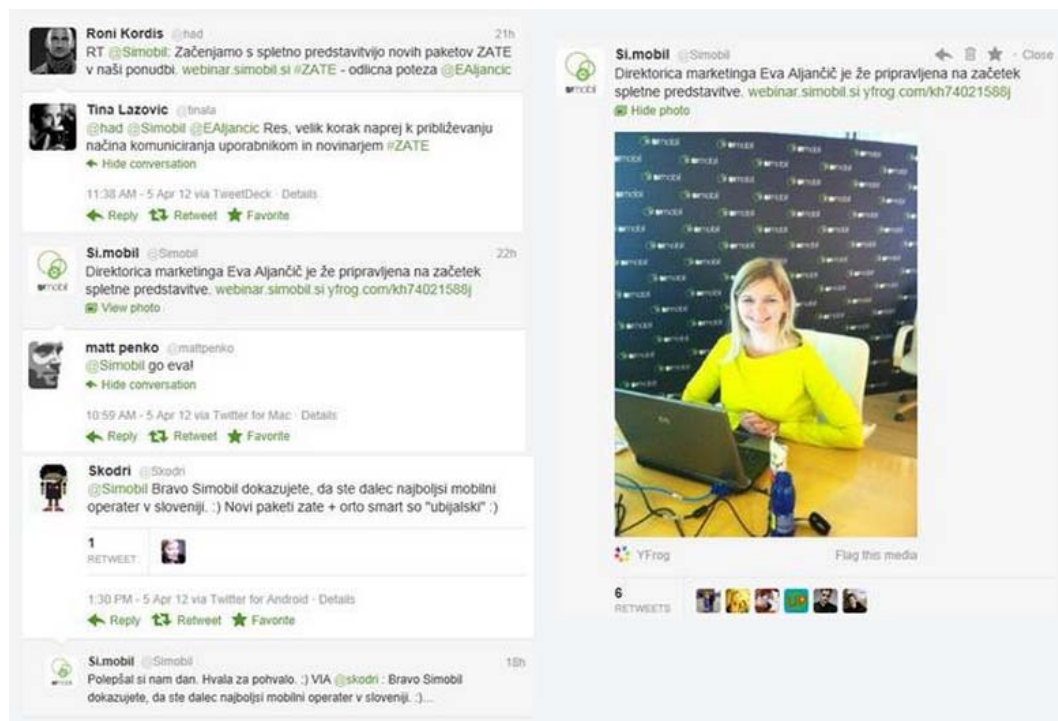 Roni Kordis @had 21h
RT @Simobil: Začenjamo s spletno predstavitvijo novih paketov ZATE
v naši ponudbi. webinar.simobil.si #ZATE - odlicna poteza @EAljancic
Tina Lazovic @tinala
@had @Simobil @EAljancic Res, velik korak naprej k približevanju
načina komuniciranja uporabnikom in novinarjem #ZATE
Hide conversation
11:38 AM - 5 Apr 12 via TweetDeck · Details
Reply Retweet Favorite
Si.mobil @Simobil 22h
Direktorica marketinga Eva Aljančič je že pripravljena na začetek
spletne predstavitve. webinar.simobil.si yfrog.com/kh74021588j
View photo
matt penko @mattpenko
@Simobil go eva!
Hide conversation
10:59 AM - 5 Apr 12 via Twitter for Mac · Details
Reply Retweet Favorite
Skodri @Skodri
@Simobil Bravo Simobil dokazujete, da ste dalec najboljsi mobilni
operater v sloveniji. :) Novi paketi zate + orto smart so "ubijalski" :)
1
RETWEET
1:30 PM - 5 Apr 12 via Twitter for Android · Details
Reply Retweet Favorite
Si.mobil @Simobil 18h
Polepšal si nam dan. Hvala za pohvalo. :) VIA @skodri : Bravo Simobil
dokazujete, da ste dalec najboljsi mobilni operater v sloveniji. :)...
Si.mobil @Simobil · Close
Direktorica marketinga Eva Aljančič je že pripravljena na začetek
spletne predstavitve. webinar.simobil.si yfrog.com/kh74021588j
Hide photo
YFrog Flag this media
6
RETWEETS